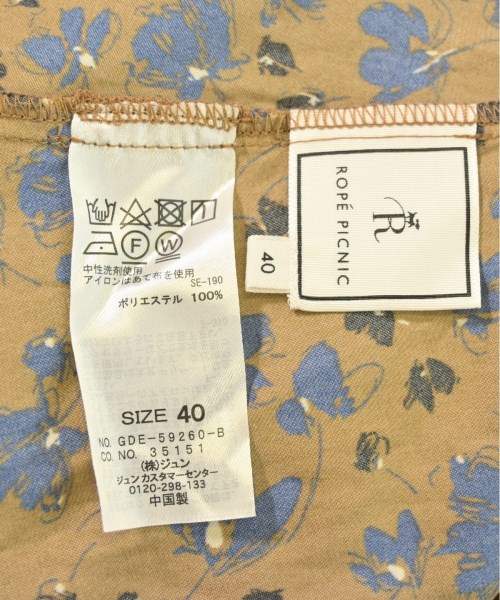 F W
中性洗剤使用
アイロンはあて布を使用
SE-190
ポリエステル 100%
SIZE 40
NO. GDE-59260-B
CO. NO. 35151
(株)ジュン
ジュン カスタマーセンター
0120-298-133
中国製
40
R
ROPÉ PICNIC